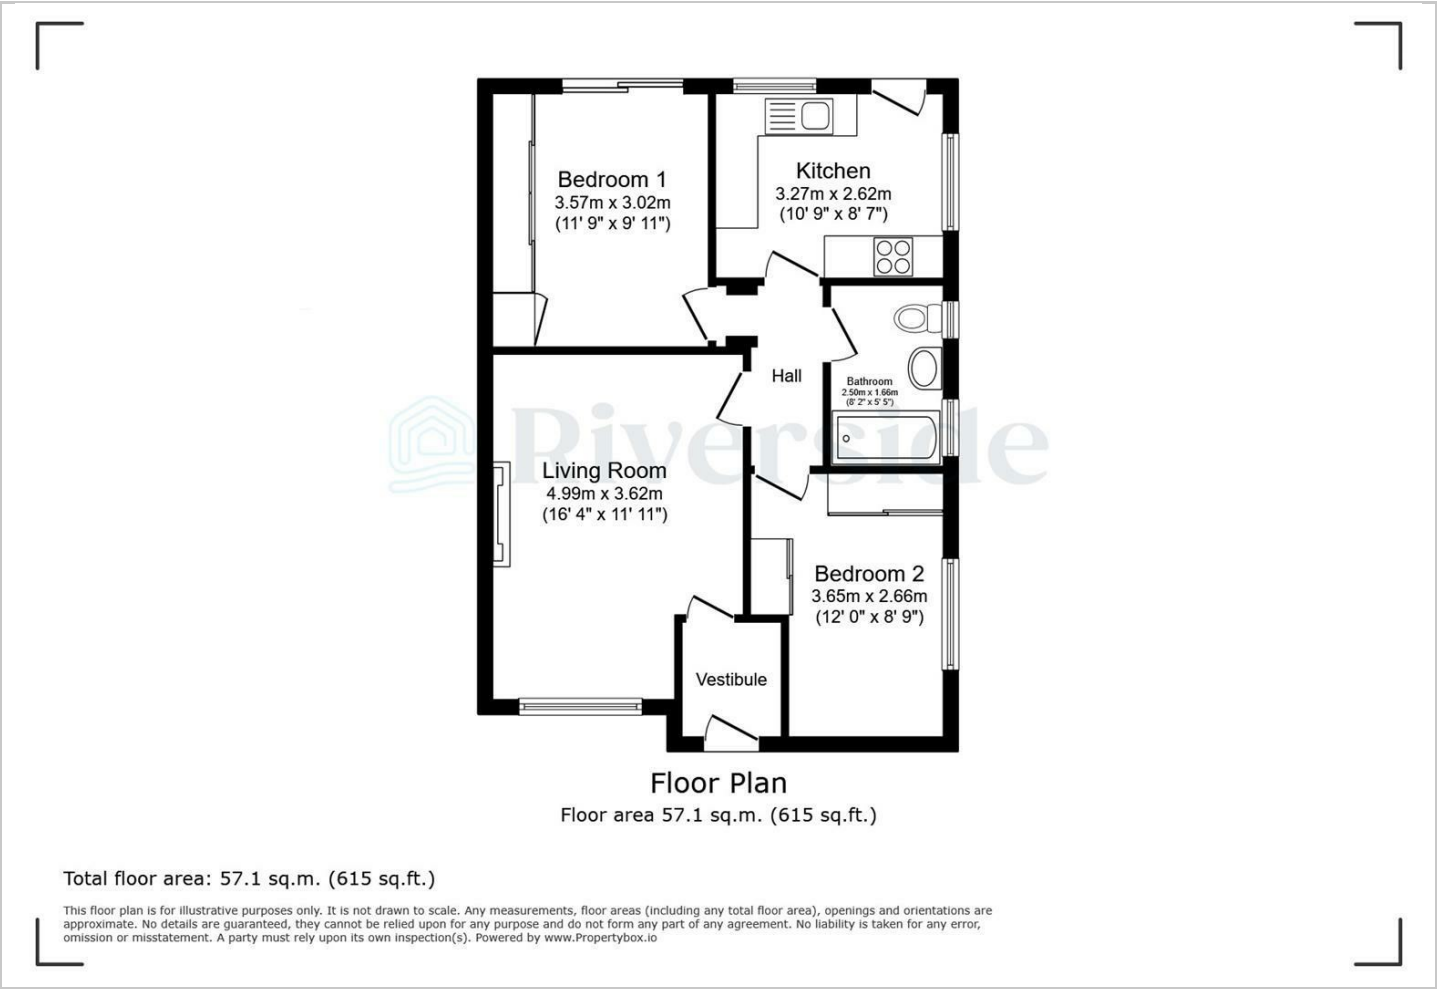 Bedroom 1
3.57m x 3.02m
(11' 9" x 9' 11")
Kitchen
3.27m x 2.62m
(10' 9" x 8' 7")
Hall
Bathroom
2.50m x 1.66m
(8' 2" x 5' 5")
Riverside
Living Room
4.99m x 3.62m
(16' 4" x 11' 11")
Bedroom 2
3.65m x 2.66m
(12' 0" x 8' 9")
Vestibule
Floor Plan
Floor area 57.1 sq.m. (615 sq.ft.)
Total floor area: 57.1 sq.m. (615 sq.ft.)
This floor plan is for illustrative purposes only. It is not drawn to scale. Any measurements, floor areas (including any total floor area), openings and orientations are
approximate. No details are guaranteed, they cannot be relied upon for any purpose and do not form any part of any agreement. No liability is taken for any error,
omission or misstatement. A party must rely upon its own inspection(s). Powered by www.Propertybox.io